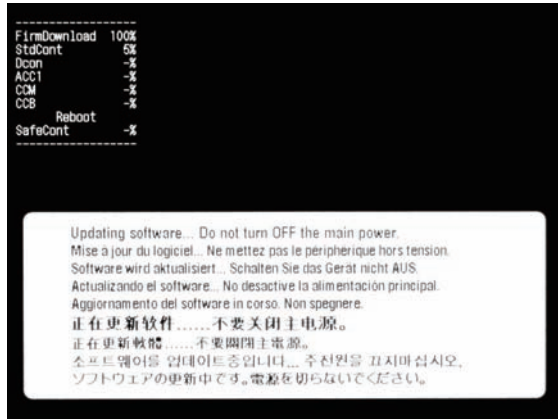 FirmDownload 100%
StdCont 5%
Dcon -%
ACC1 -%
CCM -%
CCB -%
Reboot
SafeCont -%
Updating software... Do not turn OFF the main power.
Mise à jour du logiciel... Ne mettez pas le périphérique hors tension.
Software wird aktualisiert... Schalten Sie das Gerät nicht AUS.
Actualizando el software... No desactive la alimentación principal.
Aggiornamento del software in corso. Non spegnere.
正在更新软件......不要关闭主电源。
正在更新軟體......不要關閉主電源。
소프트웨어를 업데이트중입니다... 주전원을 끄지마십시오.
ソフトウェアの更新中です。電源を切らないでください。